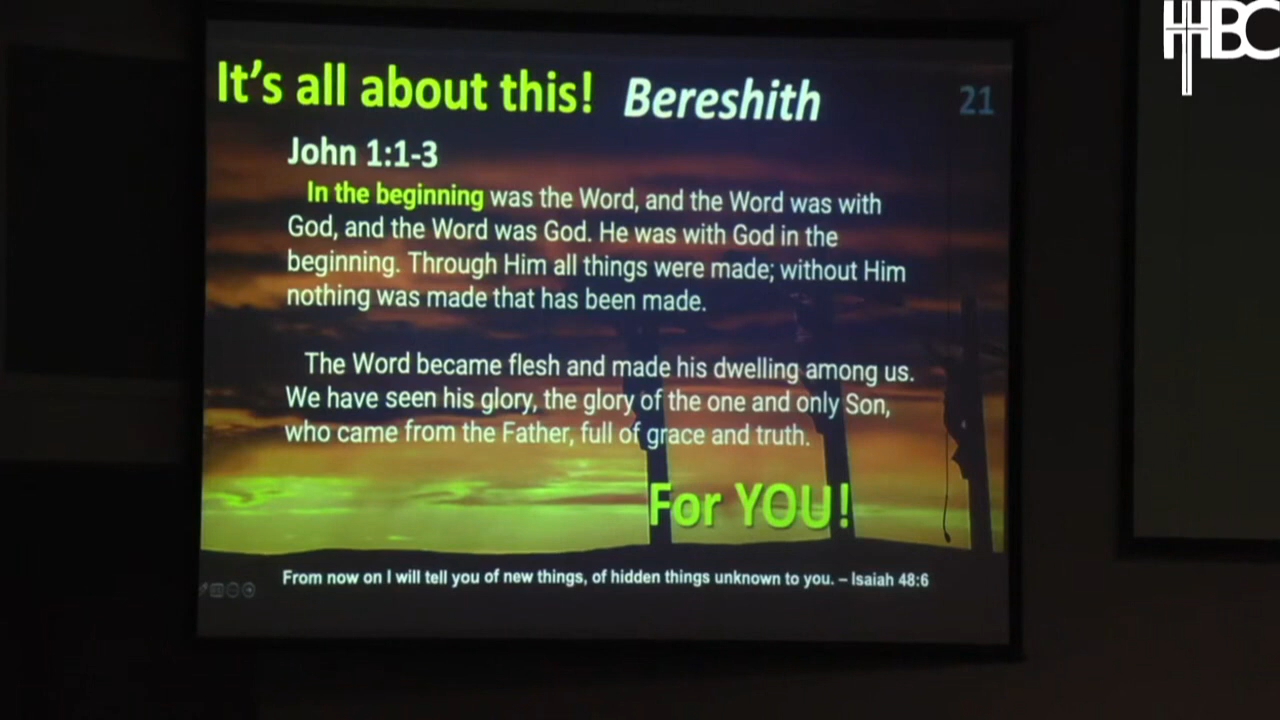 HBC
It's all about this! Bereshith
21
John 1:1-3
In the beginning was the Word, and the Word was with
God, and the Word was God. He was with God in the
beginning. Through Him all things were made; without Him
nothing was made that has been made.
The Word became flesh and made his dwelling among us.
We have seen his glory, the glory of the one and only Son,
who came from the Father, full of grace and truth.
For YOU!
From now on I will tell you of new things, of hidden things unknown to you. – Isaiah 48:6